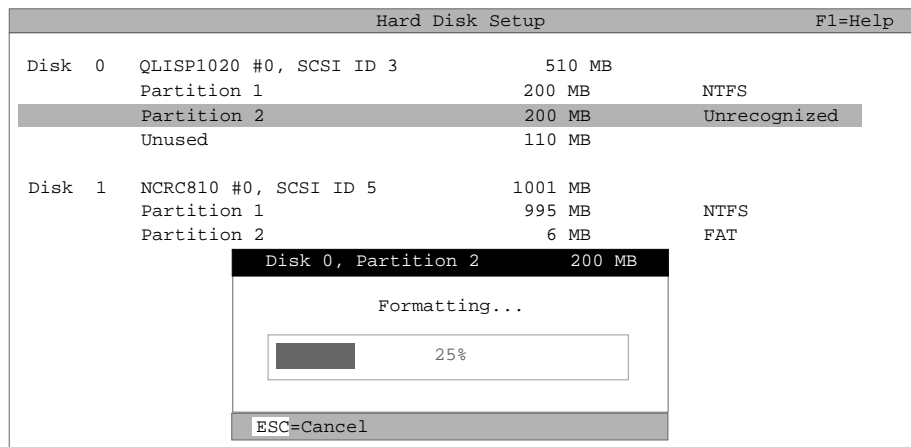 Hard Disk Setup F1=Help
Disk 0 QLISP1020 #0, SCSI ID 3 510 MB
Partition 1 200 MB NTFS
Partition 2 200 MB Unrecognized
Unused 110 MB
Disk 1 NCRC810 #0, SCSI ID 5 1001 MB
Partition 1 995 MB NTFS
Partition 2 6 MB FAT
Disk 0, Partition 2 200 MB
Formatting...
25%
ESC=Cancel